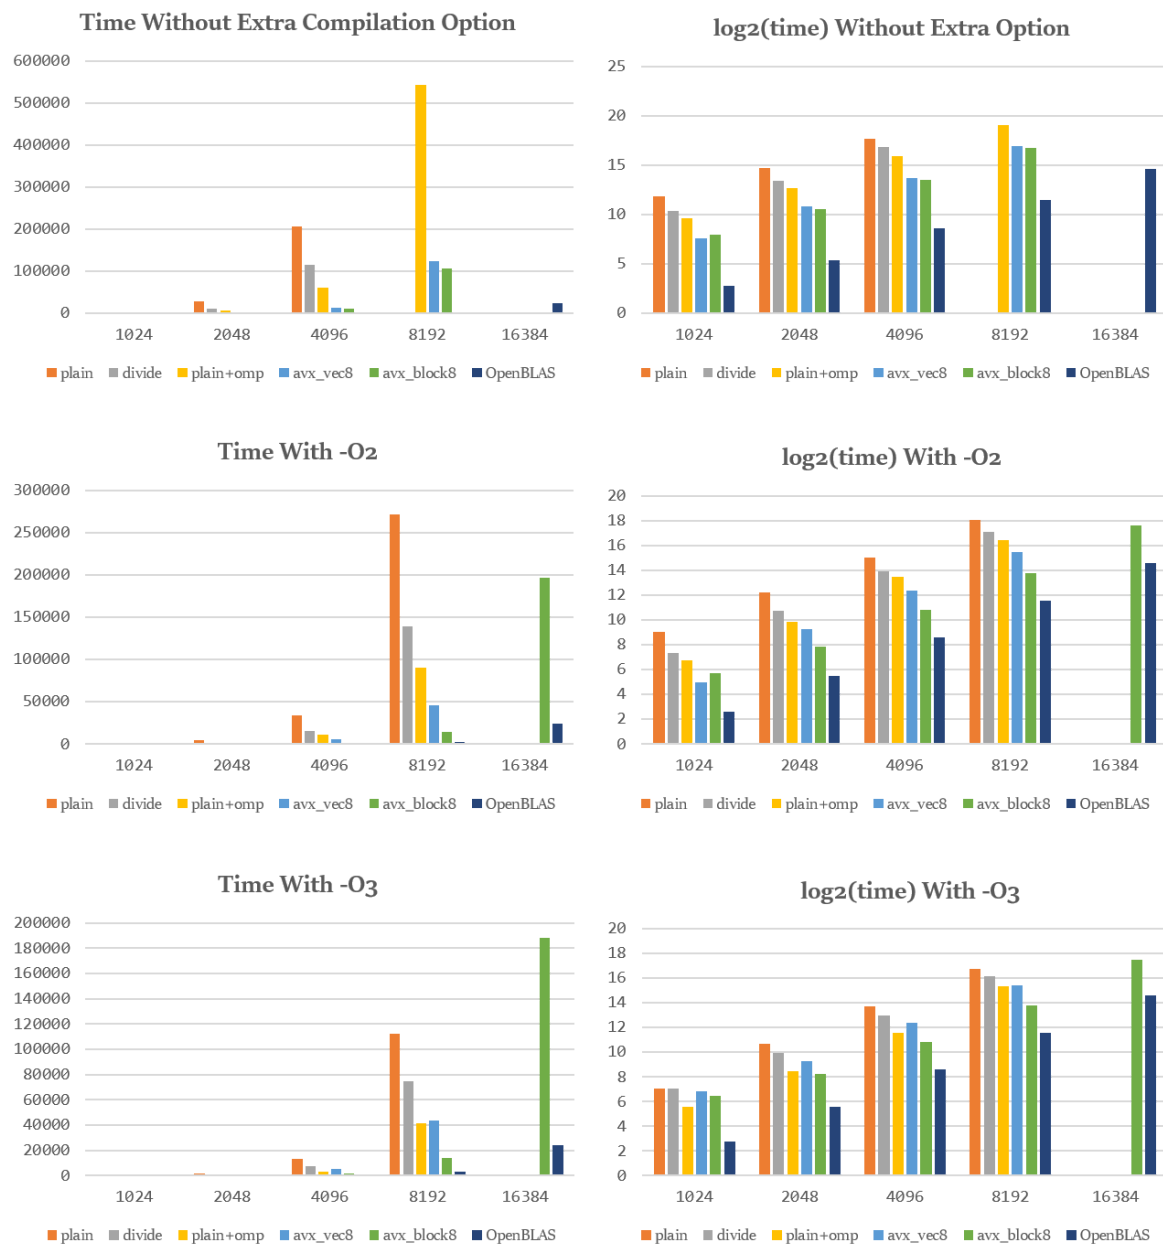 Time Without Extra Compilation Option
600000
500000
400000
300000
200000
100000
0
1024 2048 4096 8192 16384
plain divide plain+omp avx_vec8 avx_block8 OpenBLAS
log2(time) Without Extra Option
25
20
15
10
5
0
1024 2048 4096 8192 16384
plain divide plain+omp avx_vec8 avx_block8 OpenBLAS
Time With -O2
300000
250000
200000
150000
100000
50000
0
1024 2048 4096 8192 16384
plain divide plain+omp avx_vec8 avx_block8 OpenBLAS
log2(time) With -O2
20
18
16
14
12
10
8
6
4
2
0
1024 2048 4096 8192 16384
plain divide plain+omp avx_vec8 avx_block8 OpenBLAS
Time With -O3
200000
180000
160000
140000
120000
100000
80000
60000
40000
20000
0
1024 2048 4096 8192 16384
plain divide plain+omp avx_vec8 avx_block8 OpenBLAS
log2(time) With -O3
20
18
16
14
12
10
8
6
4
2
0
1024 2048 4096 8192 16384
plain divide plain+omp avx_vec8 avx_block8 OpenBLAS